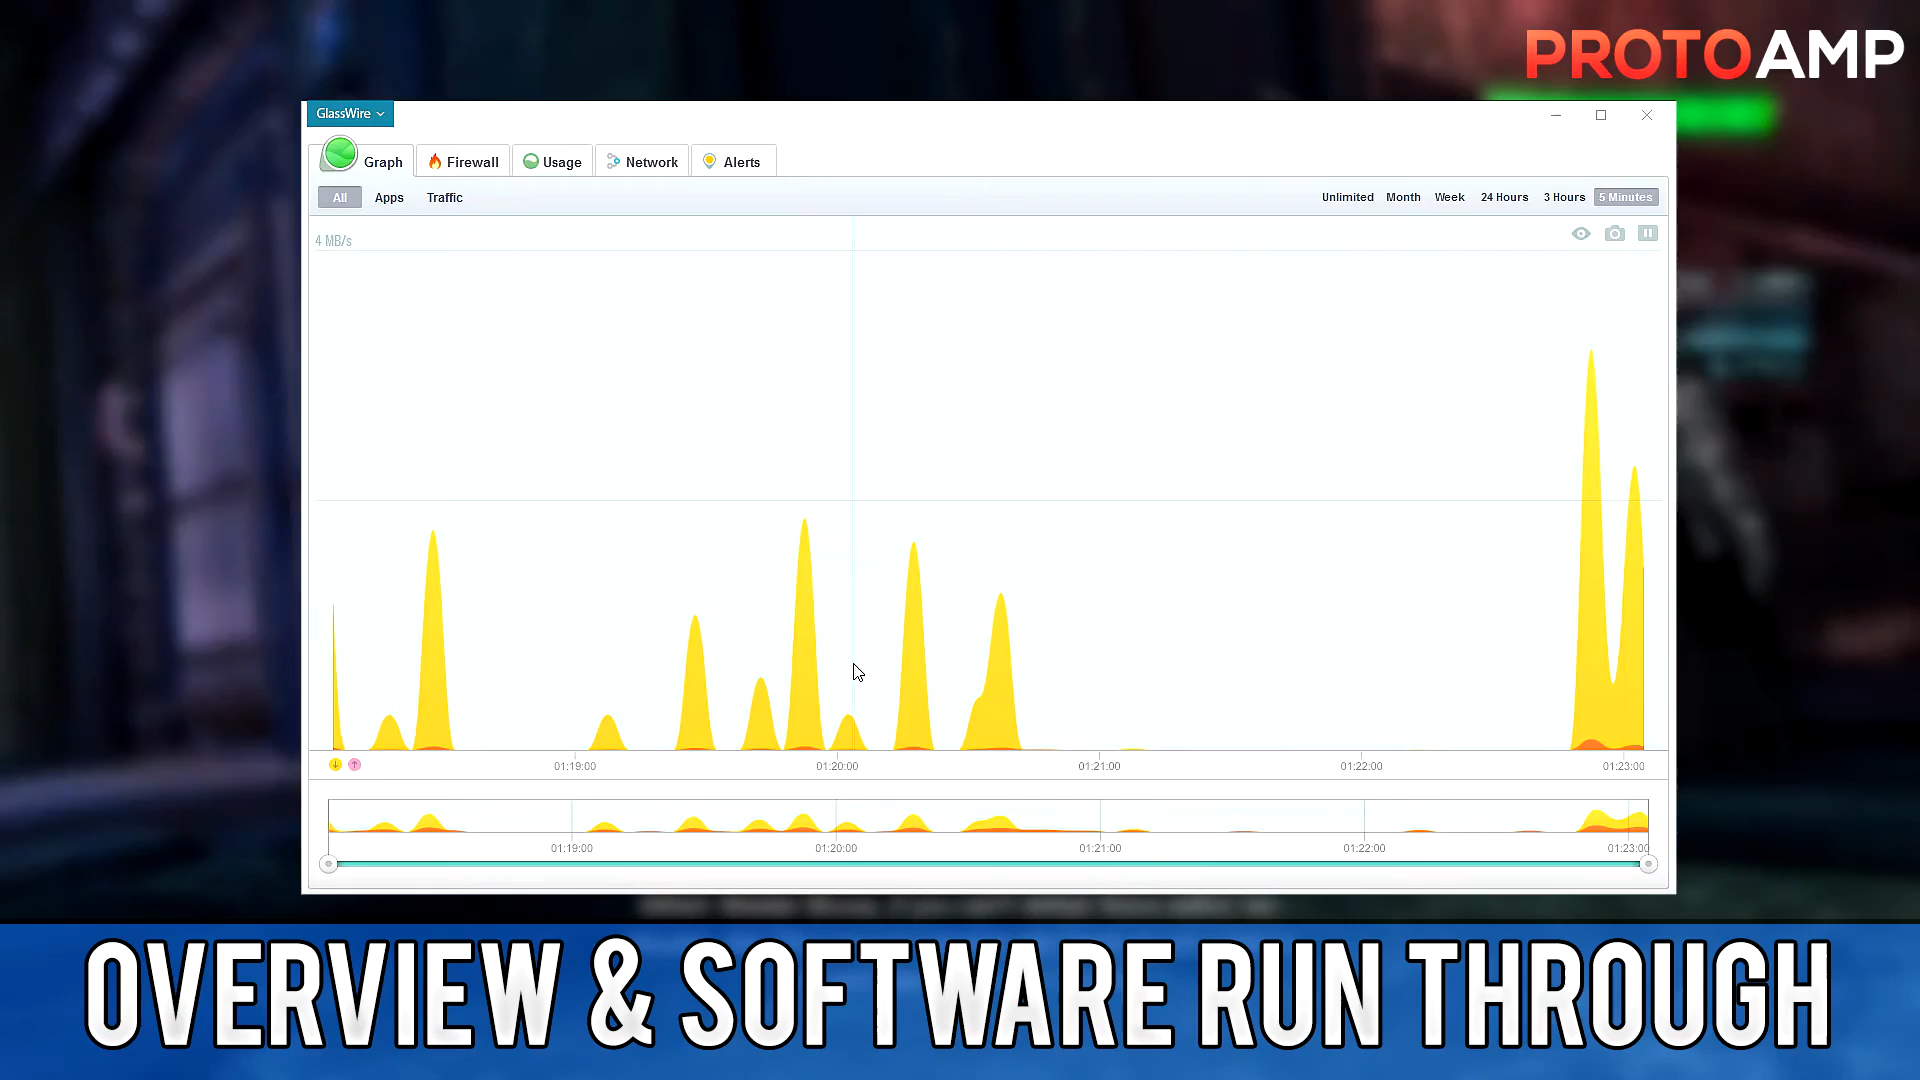 PROTOAMP
GlassWire
Graph Firewall Usage Network Alerts
All Apps Traffic Unlimited Month Week 24 Hours 3 Hours 5 Minutes
4 MB/s
01:19:00 01:20:00 01:21:00 01:22:00 01:23:00
01:19:00 01:20:00 01:21:00 01:22:00 01:23:00
OVERVIEW & SOFTWARE RUN THROUGH